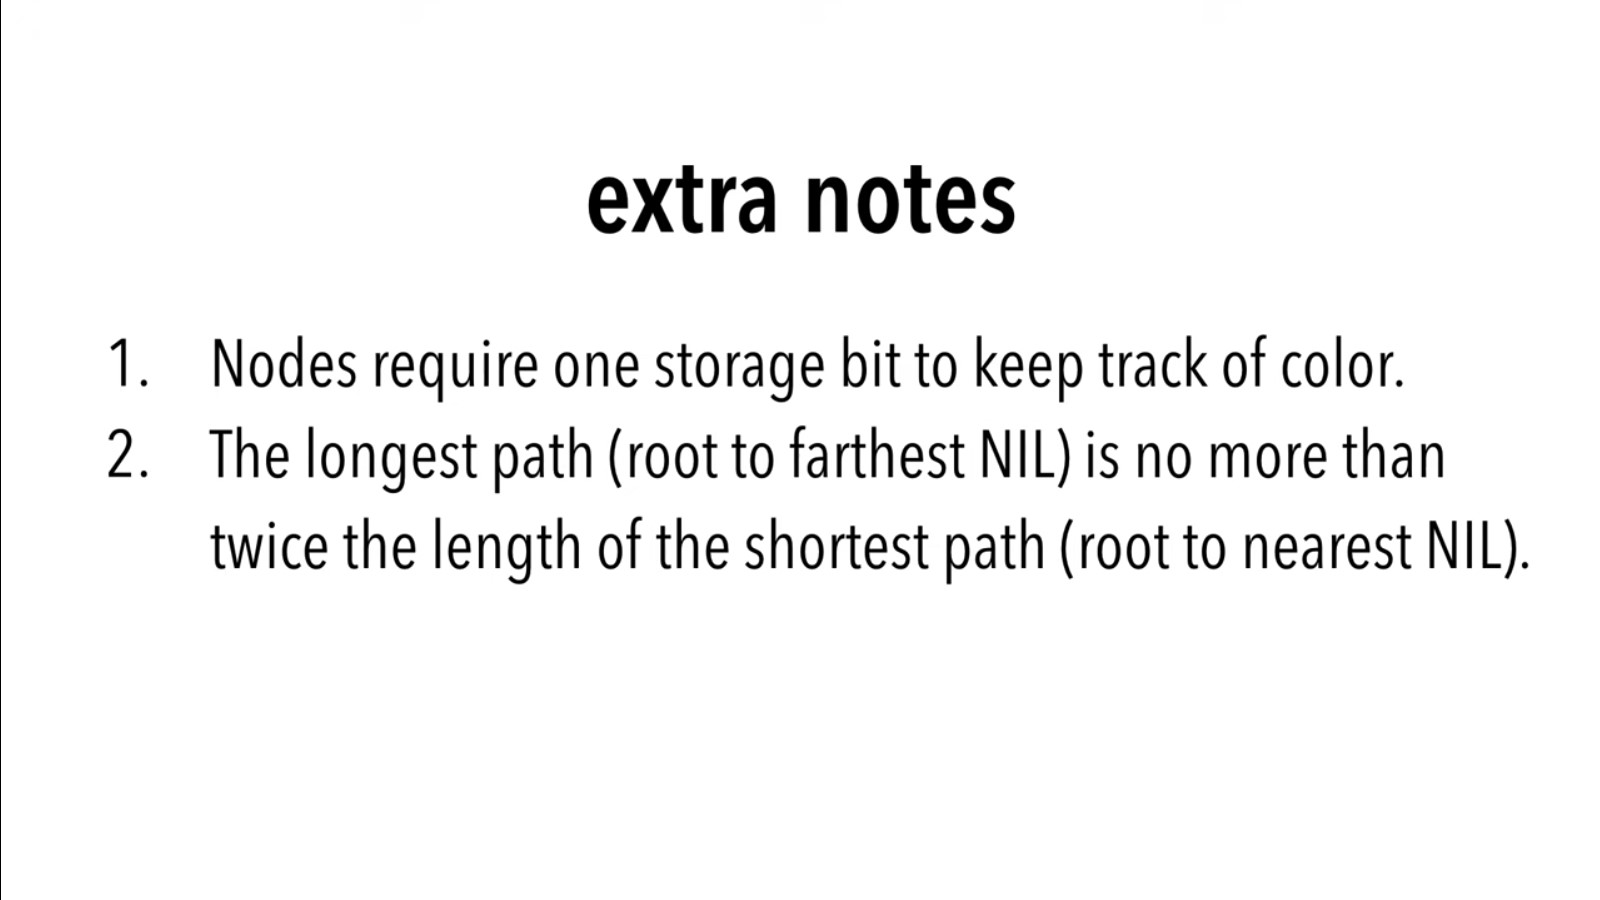 extra notes
1. Nodes require one storage bit to keep track of color.
2. The longest path (root to farthest NIL) is no more than
twice the length of the shortest path (root to nearest NIL).